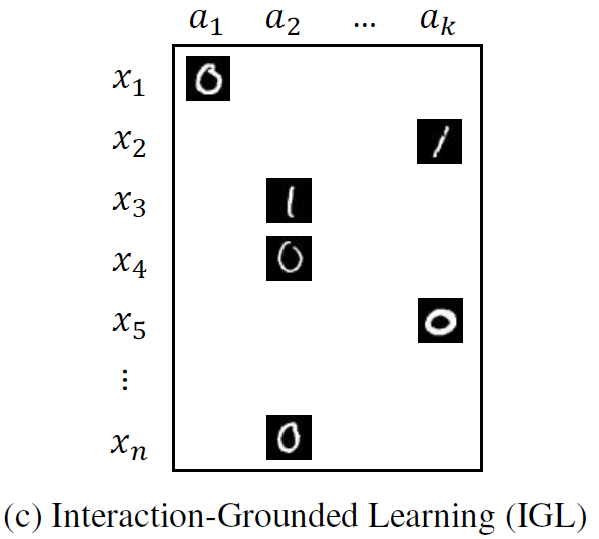 a₁ a₂ ... aₖ
x₁ 0
x₂ 1
x₃ 1
x₄ 0
x₅ 0
⋮
xₙ 0
(c) Interaction-Grounded Learning (IGL)